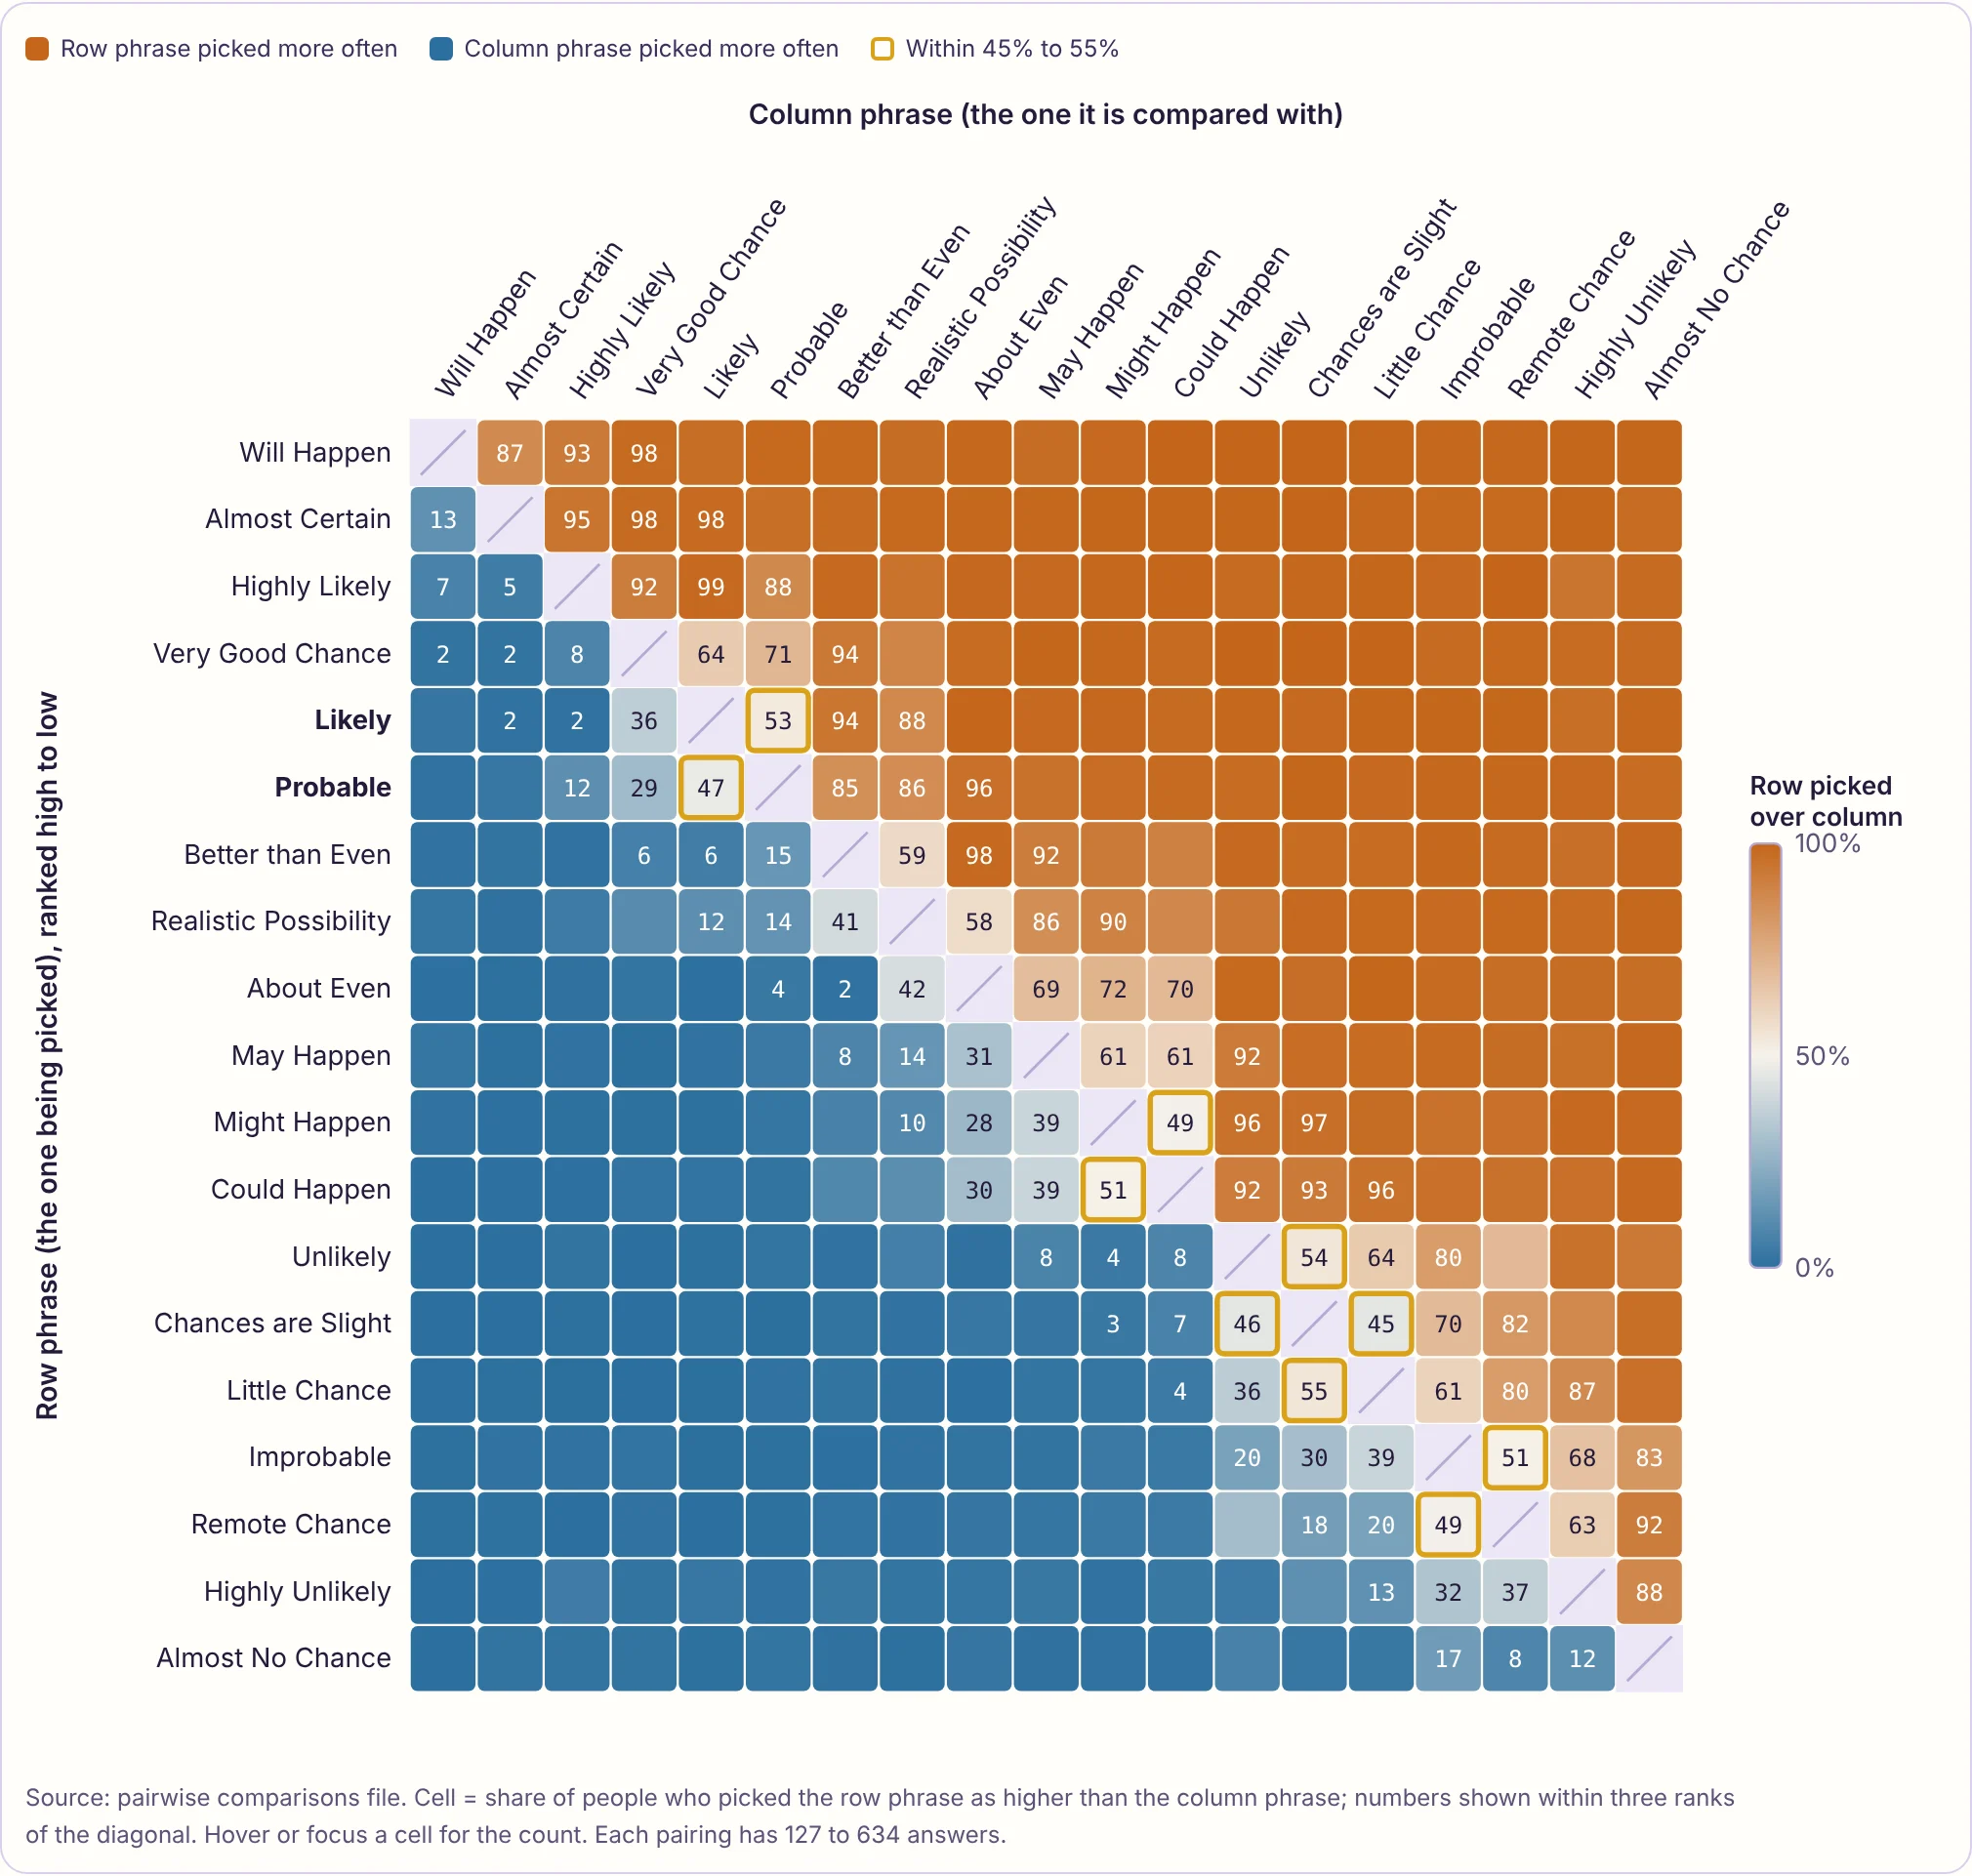 Row phrase picked more often
Column phrase picked more often
Within 45% to 55%
Column phrase (the one it is compared with)
Will Happen
Almost Certain
Highly Likely
Very Good Chance
Likely
Probable
Better than Even
Realistic Possibility
About Even
May Happen
Might Happen
Could Happen
Unlikely
Chances are Slight
Little Chance
Improbable
Remote Chance
Highly Unlikely
Almost No Chance
Row phrase (the one being picked), ranked high to low
Will Happen 87 93 98
Almost Certain 13 95 98 98
Highly Likely 7 5 92 99 88
Very Good Chance 2 2 8 64 71 94
Likely 2 2 36 53 94 88
Probable 12 29 47 85 86 96
Better than Even 6 6 15 59 98 92
Realistic Possibility 12 14 41 58 86 90
About Even 4 2 42 69 72 70
May Happen 8 14 31 61 61 92
Might Happen 10 28 39 49 96 97
Could Happen 30 39 51 92 93 96
Unlikely 8 4 8 54 64 80
Chances are Slight 3 7 46 45 70 82
Little Chance 4 36 55 61 80 87
Improbable 20 30 39 51 68 83
Remote Chance 18 20 49 63 92
Highly Unlikely 13 32 37 88
Almost No Chance 17 8 12
Row picked
over column
100%
50%
0%
Source: pairwise comparisons file. Cell = share of people who picked the row phrase as higher than the column phrase; numbers shown within three ranks
of the diagonal. Hover or focus a cell for the count. Each pairing has 127 to 634 answers.